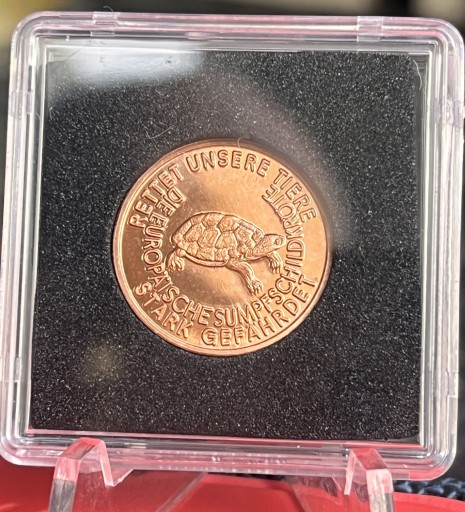 RETTET UNSERE TIERE
DIE EUROPÄISCHE SUMPFSCHILDKRÖTE
STARK GEFÄHRDET